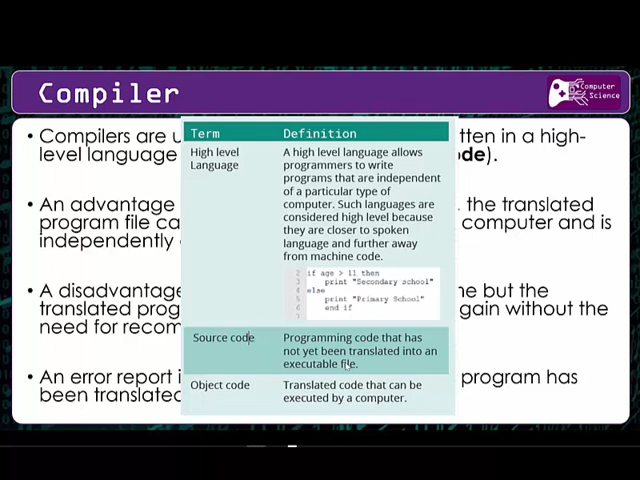 Compiler
Computer
Science
• Compilers are u
tten in a high-
level language
ode).
• An advantage
, the translated
program file ca
computer and is
independently
• A disadvantage
me but the
translated prog
gain without the
need for recom
• An error report i
program has
been translated
Term Definition
High level
Language
A high level language allows
programmers to write
programs that are independent
of a particular type of
computer. Such languages are
considered high level because
they are closer to spoken
language and further away
from machine code.
2 if age > 11 then
3 print "Secondary school"
4 else
5 print "Primary School"
6 end if
7
Source code
Programming code that has
not yet been translated into an
executable file.
Object code
Translated code that can be
executed by a computer.